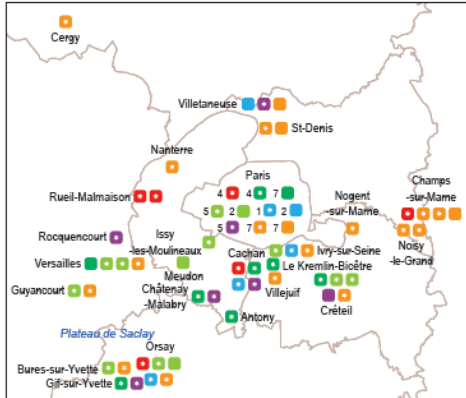 Cergy
Villetaneuse
St-Denis
Nanterre
Paris
4 4 7
5 2 1 2
5 7 7
Rueil-Malmaison
Nogent
-sur-Marne
Champs
-sur-Marne
Noisy
-le-Grand
Rocquencourt
Issy
-les-Moulineaux
Versailles
Meudon
Cachan
Ivry-sur-Seine
Le Kremlin-Bicêtre
Guyancourt
Châtenay
-Malabry
Villejuif
Créteil
Antony
Plateau de Saclay
Orsay
Bures-sur-Yvette
Gif-sur-Yvette